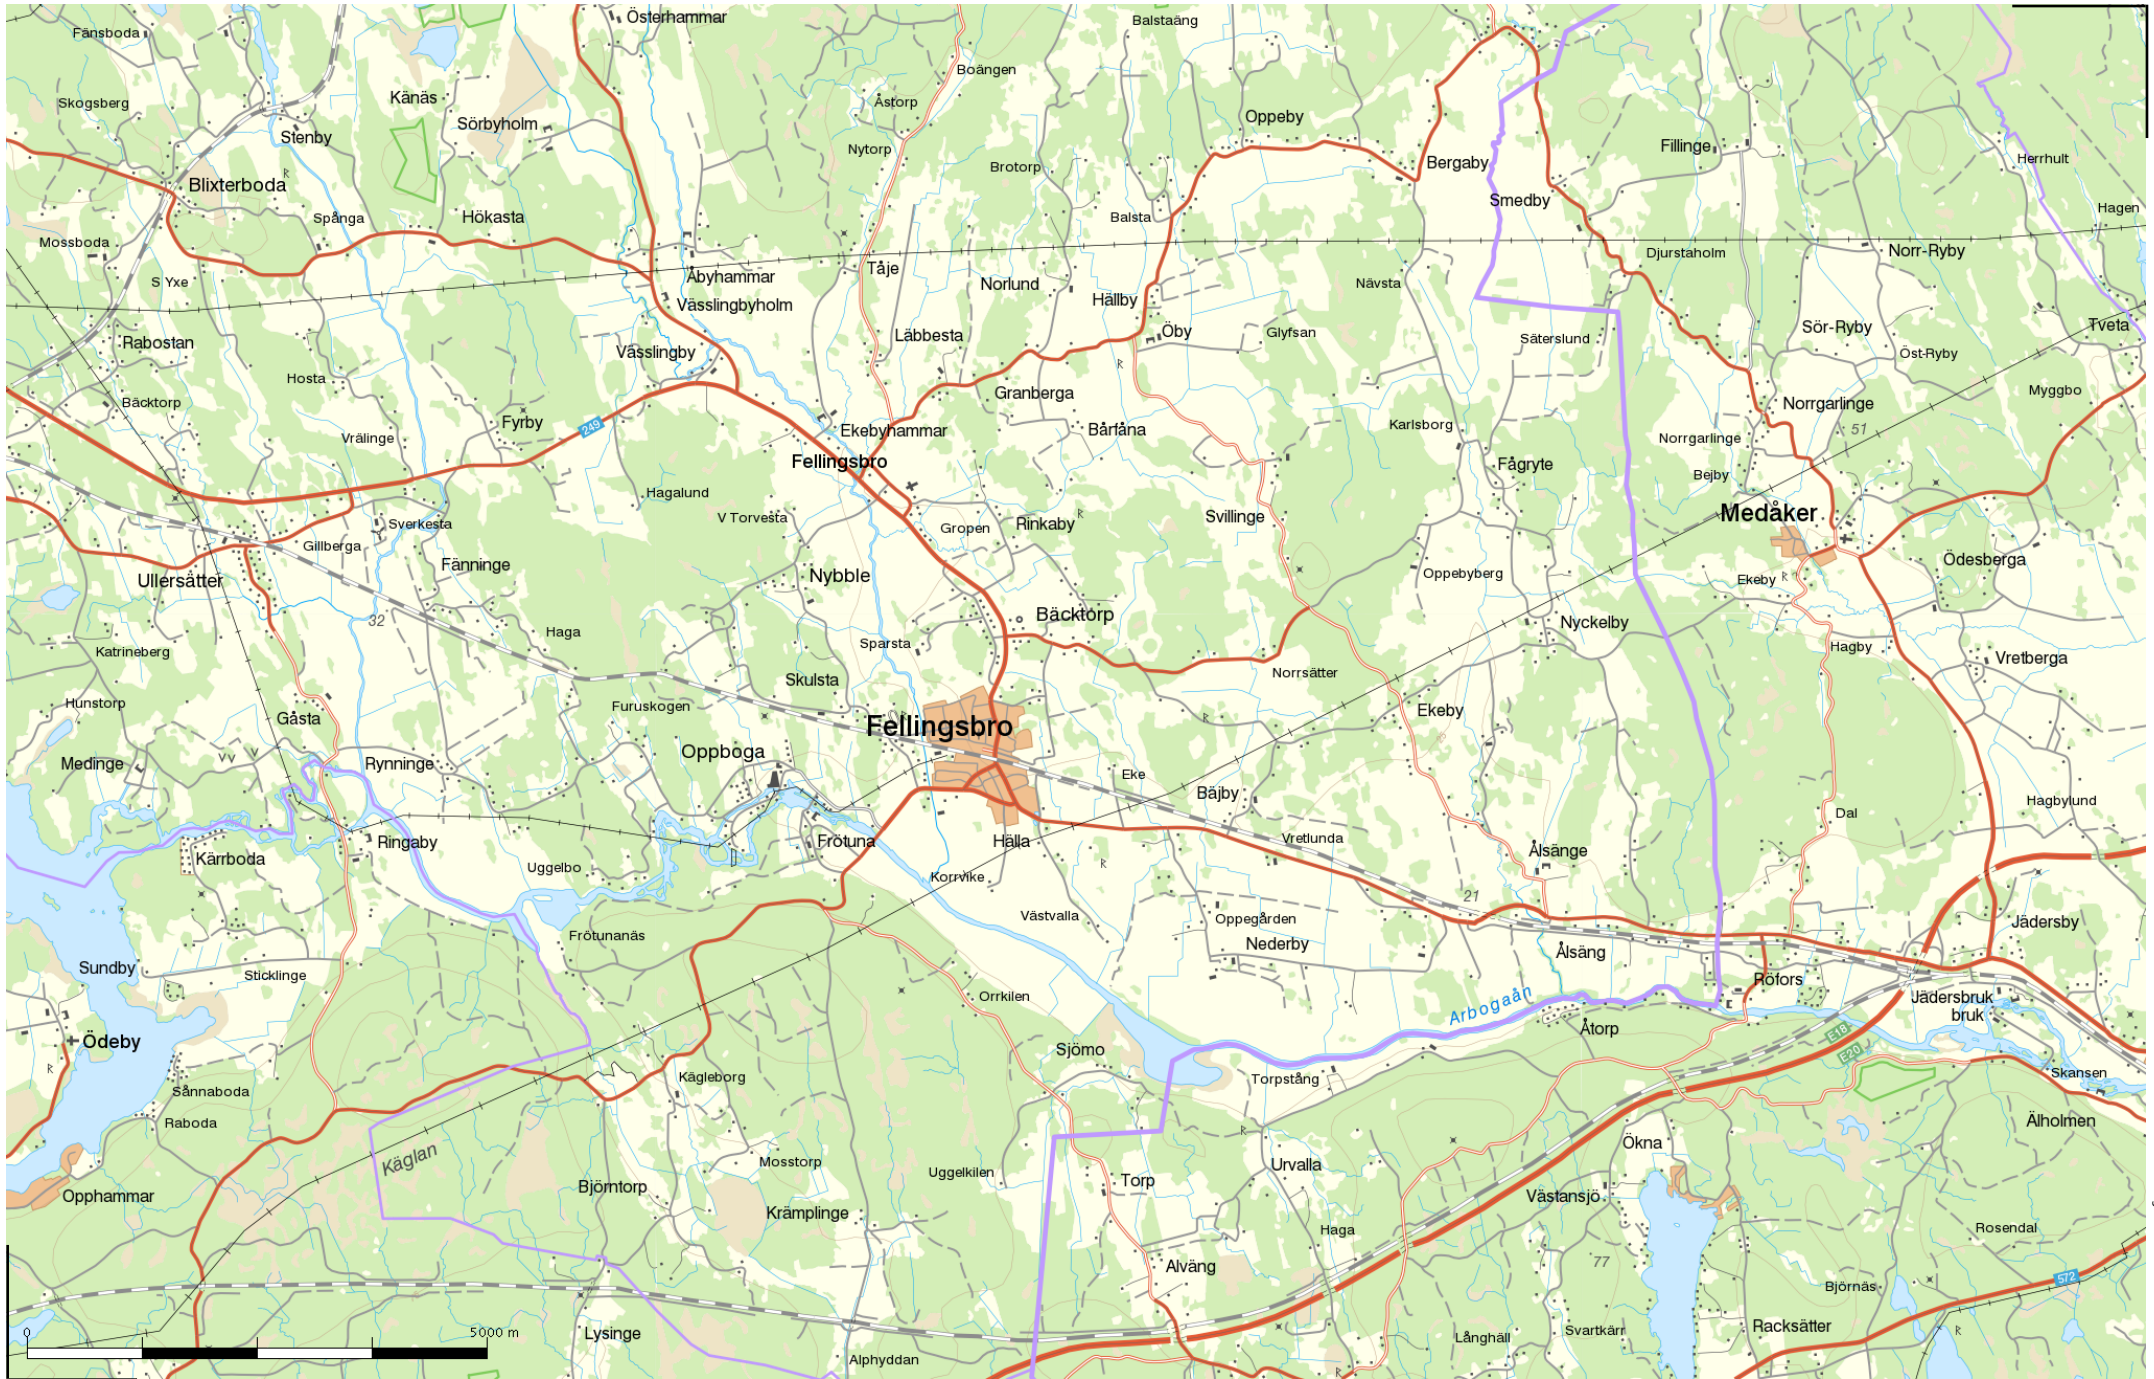 Fänsboda
Österhammar
Balstaäng
Boängen
Skogsberg
Känäs
Sörbyholm
Åstorp
Oppeby
Stenby
Nytorp
Brotorp
Bergaby
Fillinge
Herrhult
Blixterboda
Spånga
Hökasta
Balsta
Smedby
Hagen
Mossboda
S Yxe
Åbyhammar
Vässlingbyholm
Tåje
Norlund
Hällby
Nävsta
Djurstaholm
Norr-Ryby
Rabostan
Vässlingby
Läbbesta
Öby
Glyfsan
Säterslund
Sör-Ryby
Tveta
Öst-Ryby
Hosta
Bäcktorp
Granberga
Myggbo
Norrgarlinge
Fyrby
249
Vrälinge
Ekebyhammar
Bårfåna
Karlsborg
Norrgarlinge
51
Fellingsbro
Fågryte
Bejby
Hagalund
V Torvesta
Gropen
Rinkaby
Svillinge
Medåker
Sverkesta
Gillberga
Fänninge
Ullersätter
Nybble
Oppebyberg
Ekeby
Ödesberga
32
Haga
Bäcktorp
Nyckelby
Katrineberg
Sparsta
Hagby
Vretberga
Skulsta
Norrsätter
Hunstorp
Gåsta
Furuskogen
Fellingsbro
Ekeby
Medinge
Rynninge
Oppboga
Eke
Bäjby
Hagbylund
Dal
Ringaby
Frötuna
Hälla
Vretlunda
Kärrboda
Uggelbo
Korrvike
Älsänge
21
Västvalla
Oppegården
Jädersby
Frötunanäs
Nederby
Älsäng
Sundby
Sticklinge
Orrkilen
Arbogaån
Röfors
Jädersbruk
bruk
Ödeby
Sjömo
Åtorp
E18
E20
Sånnaboda
Kägleborg
Torpstång
Skansen
Raboda
Älholmen
Käglan
Ökna
Mosstorp
Uggelkilen
Torp
Urvalla
Opphammar
Björntorp
Västansjö
Krämplinge
Haga
Rosendal
Alväng
77
Björnäs
572
0
5000 m
Lysinge
Långhäll
Svartkärr
Racksätter
Alphyddan